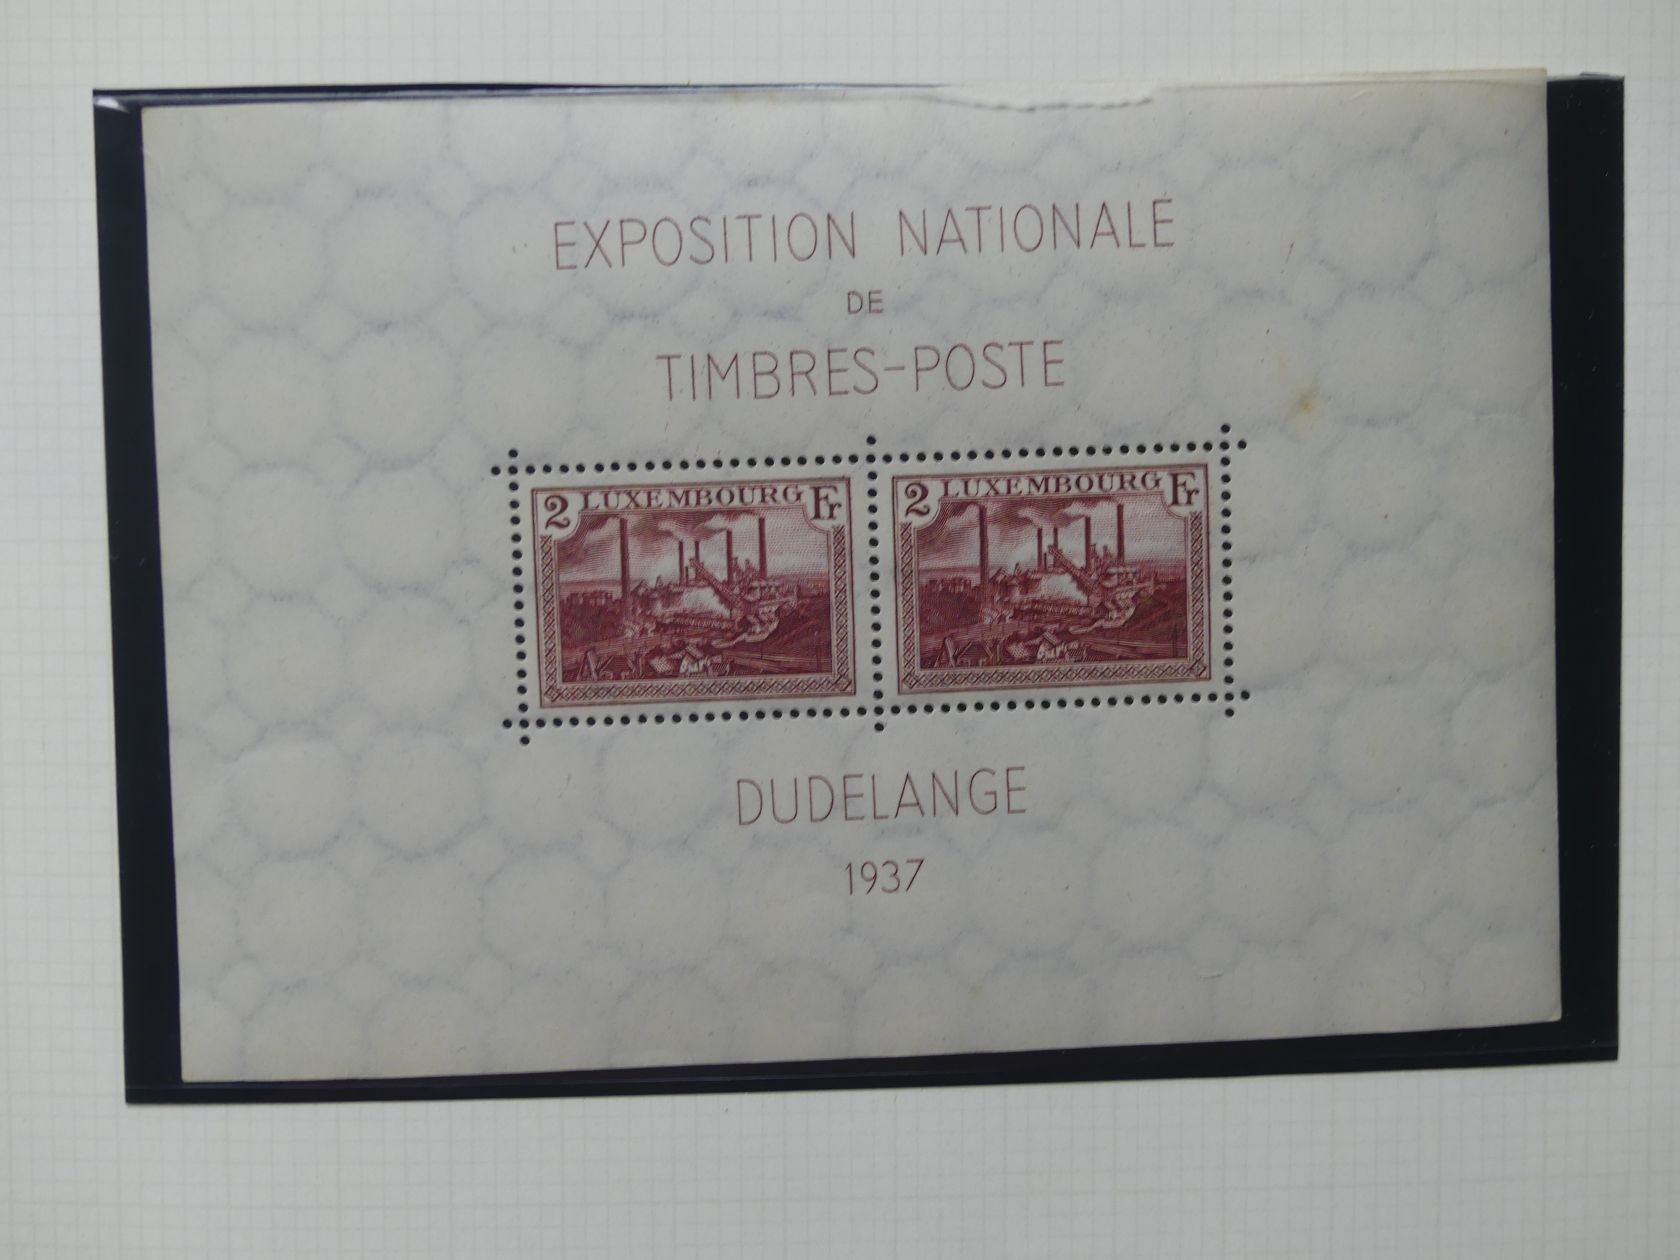 EXPOSITION NATIONALE
DE
TIMBRES-POSTE
2 LUXEMBOURG Fr
2 LUXEMBOURG Fr
DUDELANGE
1937